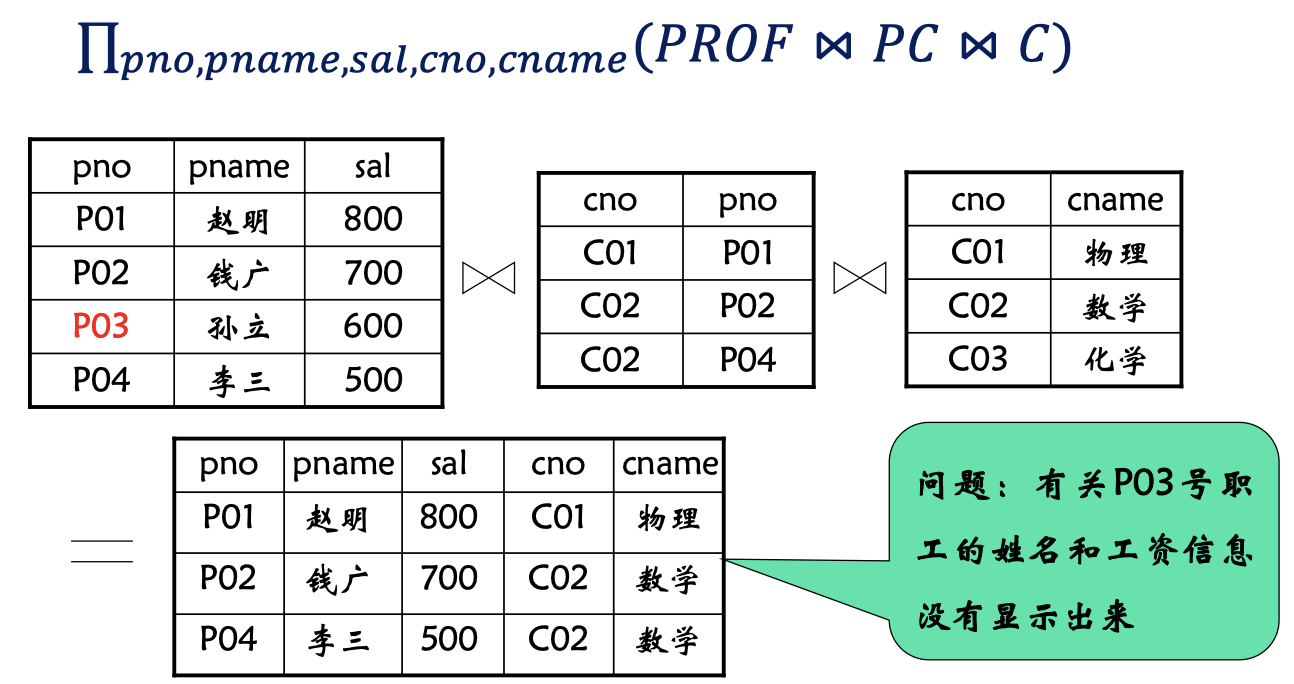 ∏pno,pname,sal,cno,cname(PROF ⋈ PC ⋈ C)
pno pname sal
P01 赵明 800
P02 钱广 700
P03 孙立 600
P04 李三 500
⋈
cno pno
C01 P01
C02 P02
C02 P04
⋈
cno cname
C01 物理
C02 数学
C03 化学
=
pno pname sal cno cname
P01 赵明 800 C01 物理
P02 钱广 700 C02 数学
P04 李三 500 C02 数学
问题：有关P03号职
工的姓名和工资信息
没有显示出来